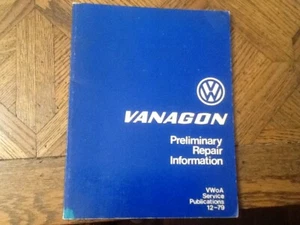 VANAGON
Preliminary
Repair
Information
VWoA
Service
Publications
12-79